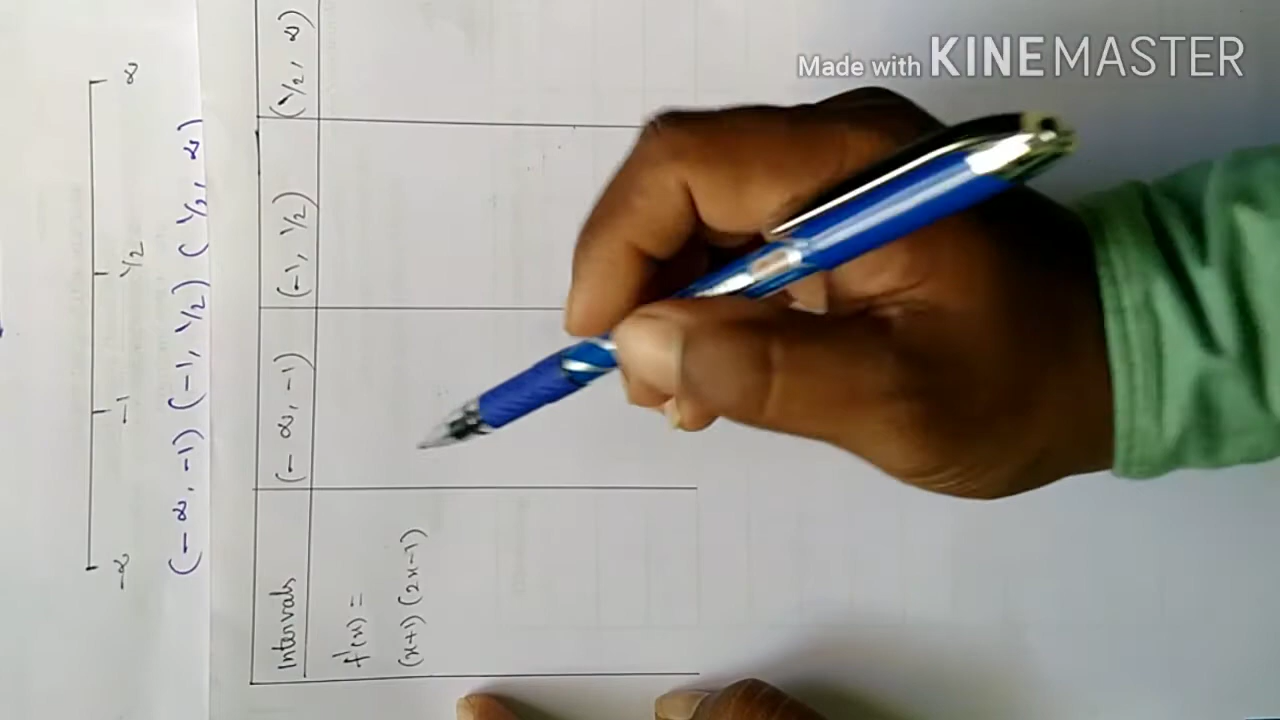 Made with KINEMASTER
-∞ -1 1/2 ∞
(-∞, -1) (-1, 1/2) (1/2, ∞)
Intervals (-∞, -1) (-1, 1/2) (1/2, ∞)
f'(x) =
(x+1) (2x-1)